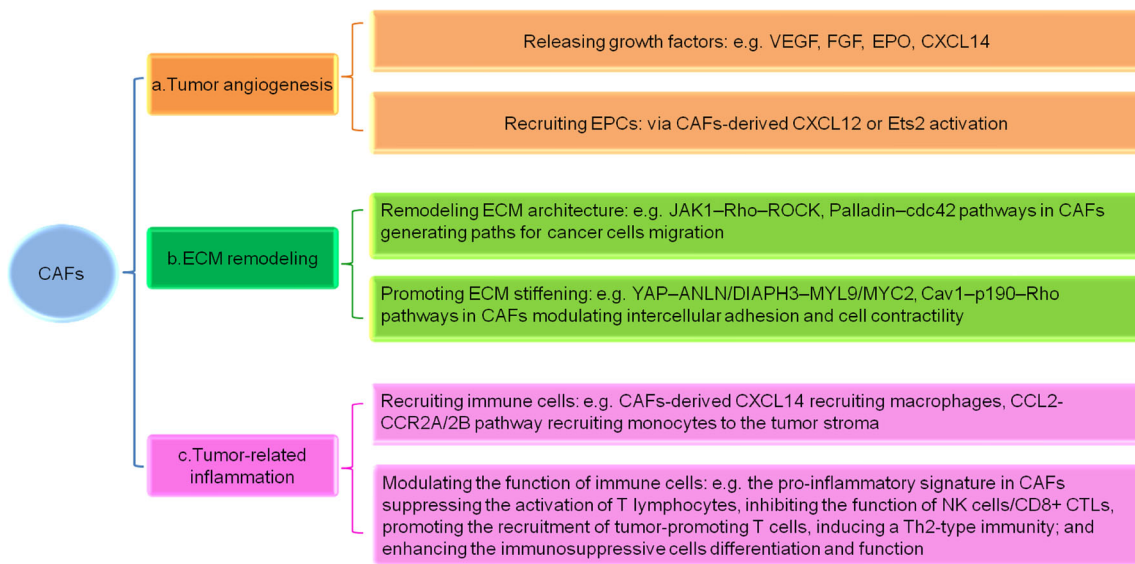 CAFs
a.Tumor angiogenesis
Releasing growth factors: e.g. VEGF, FGF, EPO, CXCL14
Recruiting EPCs: via CAFs-derived CXCL12 or Ets2 activation
b.ECM remodeling
Remodeling ECM architecture: e.g. JAK1–Rho–ROCK, Palladin–cdc42 pathways in CAFs
generating paths for cancer cells migration
Promoting ECM stiffening: e.g. YAP–ANLN/DIAPH3–MYL9/MYC2, Cav1–p190–Rho
pathways in CAFs modulating intercellular adhesion and cell contractility
c.Tumor-related
inflammation
Recruiting immune cells: e.g. CAFs-derived CXCL14 recruiting macrophages, CCL2-
CCR2A/2B pathway recruiting monocytes to the tumor stroma
Modulating the function of immune cells: e.g. the pro-inflammatory signature in CAFs
suppressing the activation of T lymphocytes, inhibiting the function of NK cells/CD8+ CTLs,
promoting the recruitment of tumor-promoting T cells, inducing a Th2-type immunity; and
enhancing the immunosuppressive cells differentiation and function